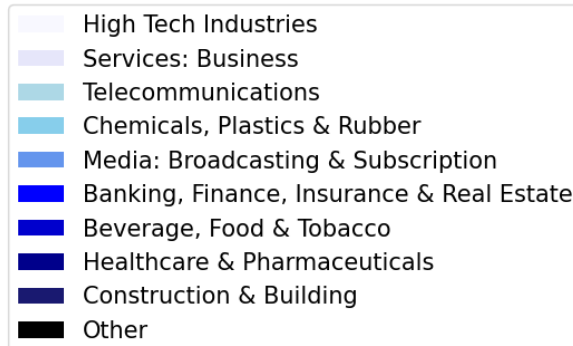 High Tech Industries
Services: Business
Telecommunications
Chemicals, Plastics & Rubber
Media: Broadcasting & Subscription
Banking, Finance, Insurance & Real Estate
Beverage, Food & Tobacco
Healthcare & Pharmaceuticals
Construction & Building
Other